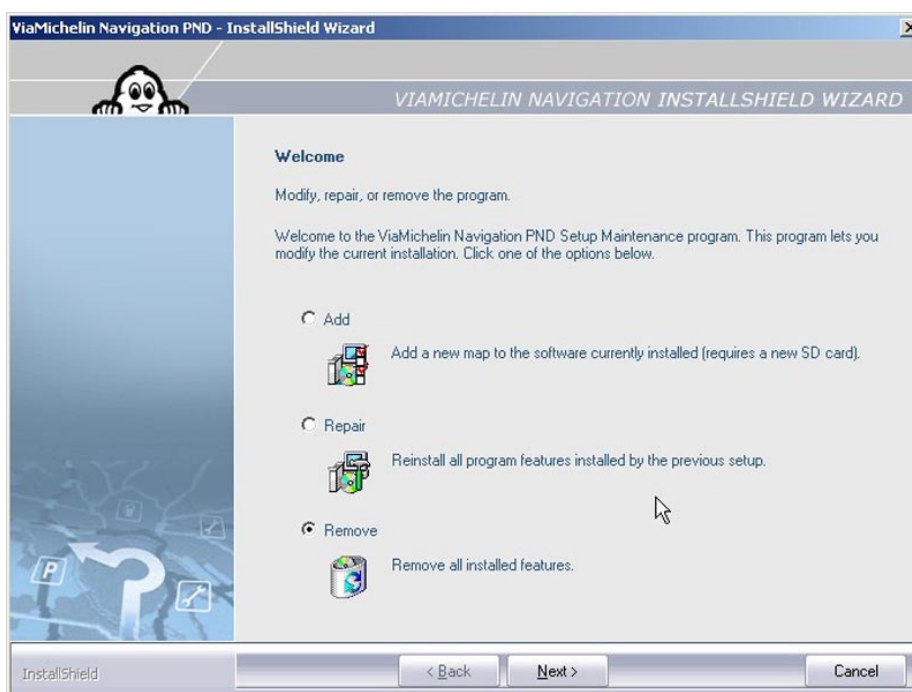 ViaMichelin Navigation PND - InstallShield Wizard
VIAMICHELIN NAVIGATION INSTALLSHIELD WIZARD
Welcome
Modify, repair, or remove the program.
Welcome to the ViaMichelin Navigation PND Setup Maintenance program. This program lets you
modify the current installation. Click one of the options below.
Add
Add a new map to the software currently installed (requires a new SD card).
Repair
Reinstall all program features installed by the previous setup.
Remove
Remove all installed features.
P
InstallShield
< Back
Next >
Cancel